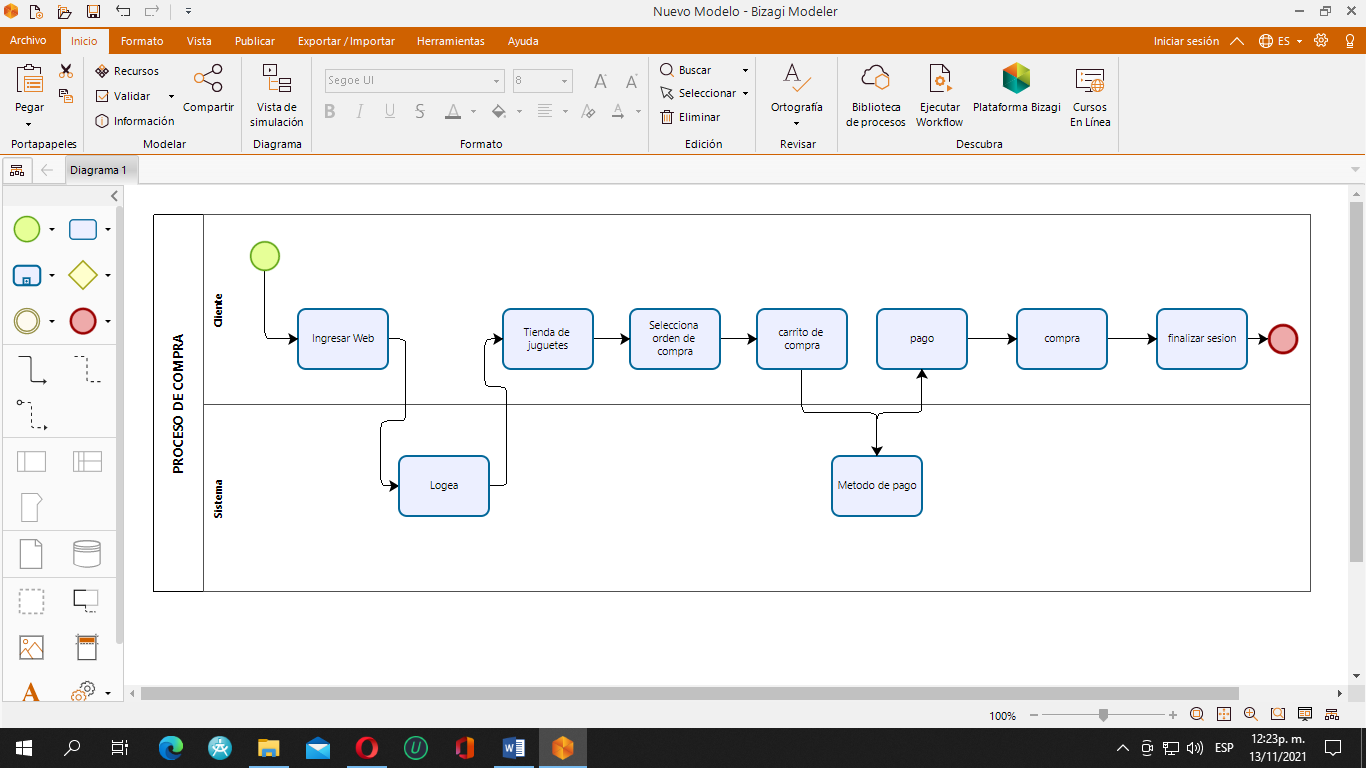 Nuevo Modelo - Bizagi Modeler
Archivo Inicio Formato Vista Publicar Exportar / Importar Herramientas Ayuda Iniciar sesión ES
Pegar
Portapapeles
Recursos
Validar
Información
Compartir
Modelar
Vista de
simulación
Diagrama
Segoe UI 8
B I U S A
Formato
Buscar
Seleccionar
Eliminar
Edición
Ortografía
Revisar
Biblioteca
de procesos
Ejecutar
Workflow
Plataforma Bizagi
Cursos
En Línea
Descubra
Diagrama 1
PROCESO DE COMPRA
Cliente
Ingresar Web
Tienda de
juguetes
Selecciona
orden de
compra
carrito de
compra
pago
compra
finalizar sesion
Sistema
Logea
Metodo de pago
100%
ESP
12:23p. m.
13/11/2021